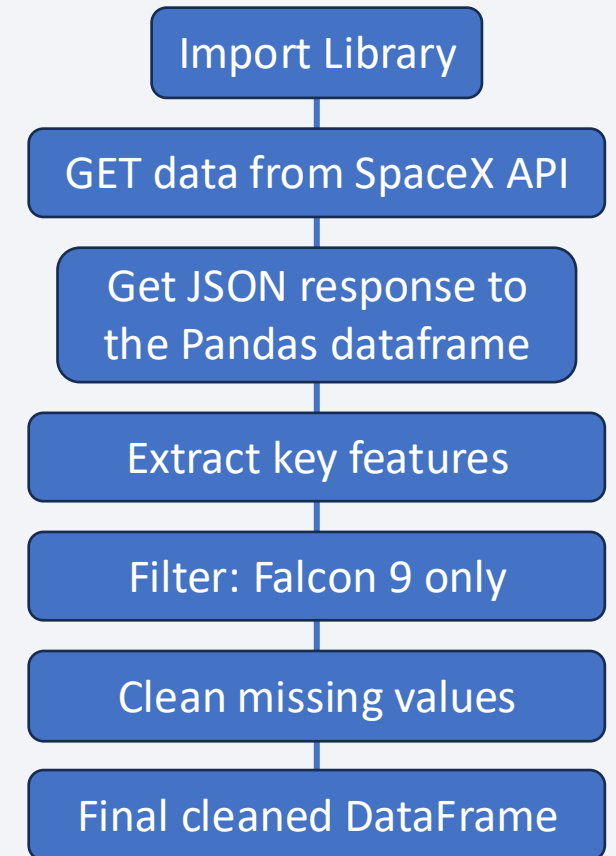 Import Library
GET data from SpaceX API
Get JSON response to
the Pandas dataframe
Extract key features
Filter: Falcon 9 only
Clean missing values
Final cleaned DataFrame